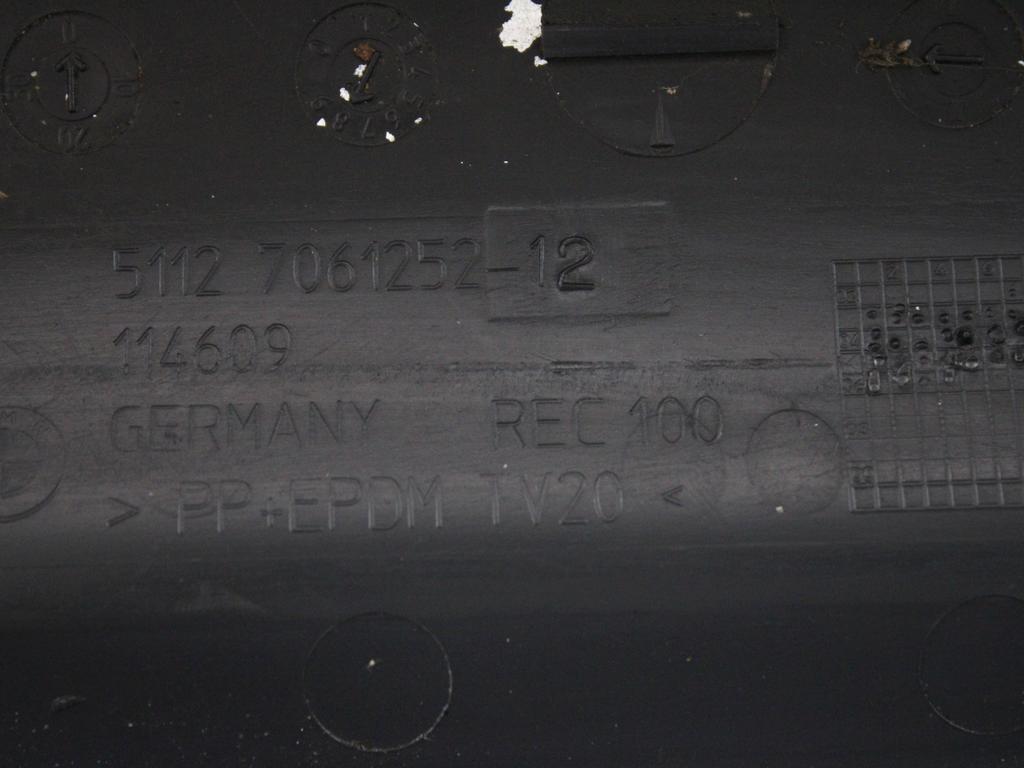 5112 7061252-12
114609
GERMANY REC 100
> PP+EPDM TV20 <